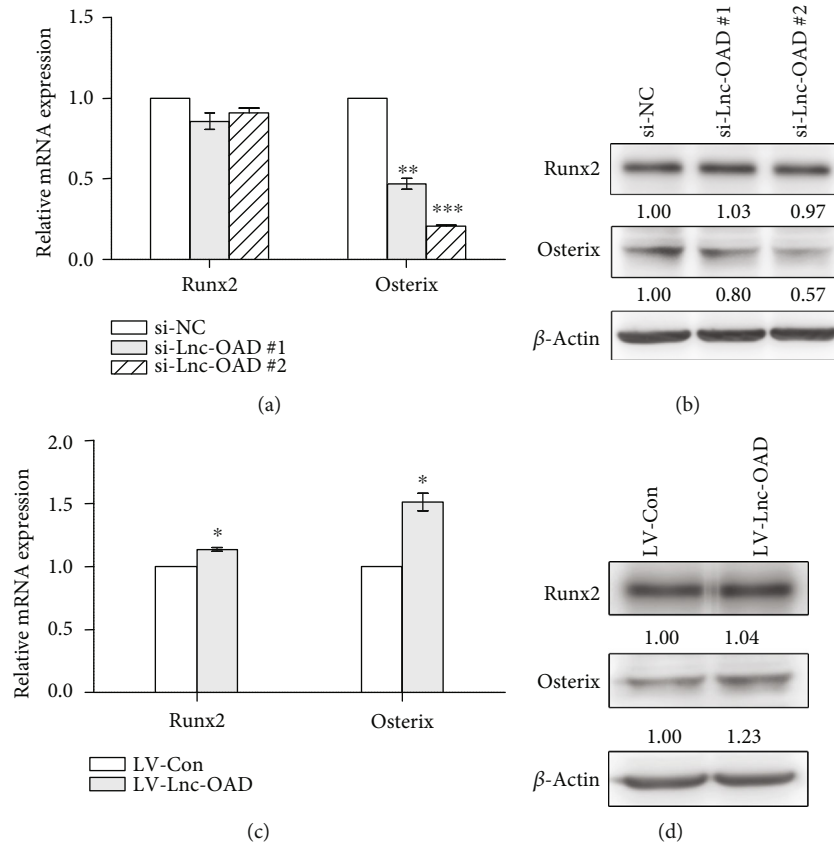 1.5
1.0
0.5
0.0
Relative mRNA expression
**
***
Runx2
Osterix
si-NC
si-Lnc-OAD #1
si-Lnc-OAD #2
(a)
si-NC
si-Lnc-OAD #1
si-Lnc-OAD #2
Runx2
1.00 1.03 0.97
Osterix
1.00 0.80 0.57
β-Actin
(b)
2.0
1.5
1.0
0.5
0.0
Relative mRNA expression
*
*
Runx2
Osterix
LV-Con
LV-Lnc-OAD
(c)
LV-Con
LV-Lnc-OAD
Runx2
1.00 1.04
Osterix
1.00 1.23
β-Actin
(d)